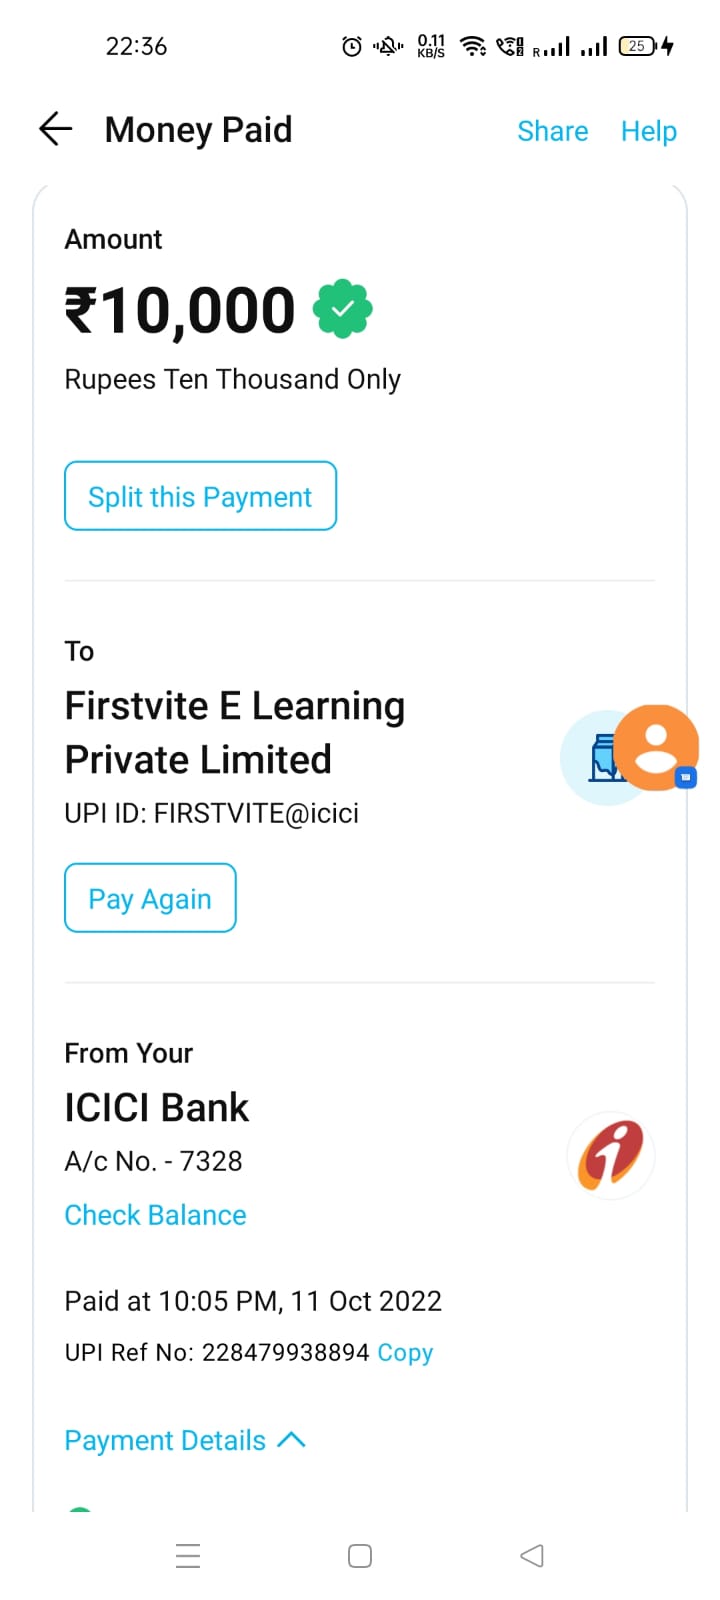 22:36
0.11
KB/S
R
25
Money Paid
Share Help
Amount
₹10,000
Rupees Ten Thousand Only
Split this Payment
To
Firstvite E Learning
Private Limited
UPI ID: FIRSTVITE@icici
Pay Again
From Your
ICICI Bank
A/c No. - 7328
Check Balance
Paid at 10:05 PM, 11 Oct 2022
UPI Ref No: 228479938894 Copy
Payment Details